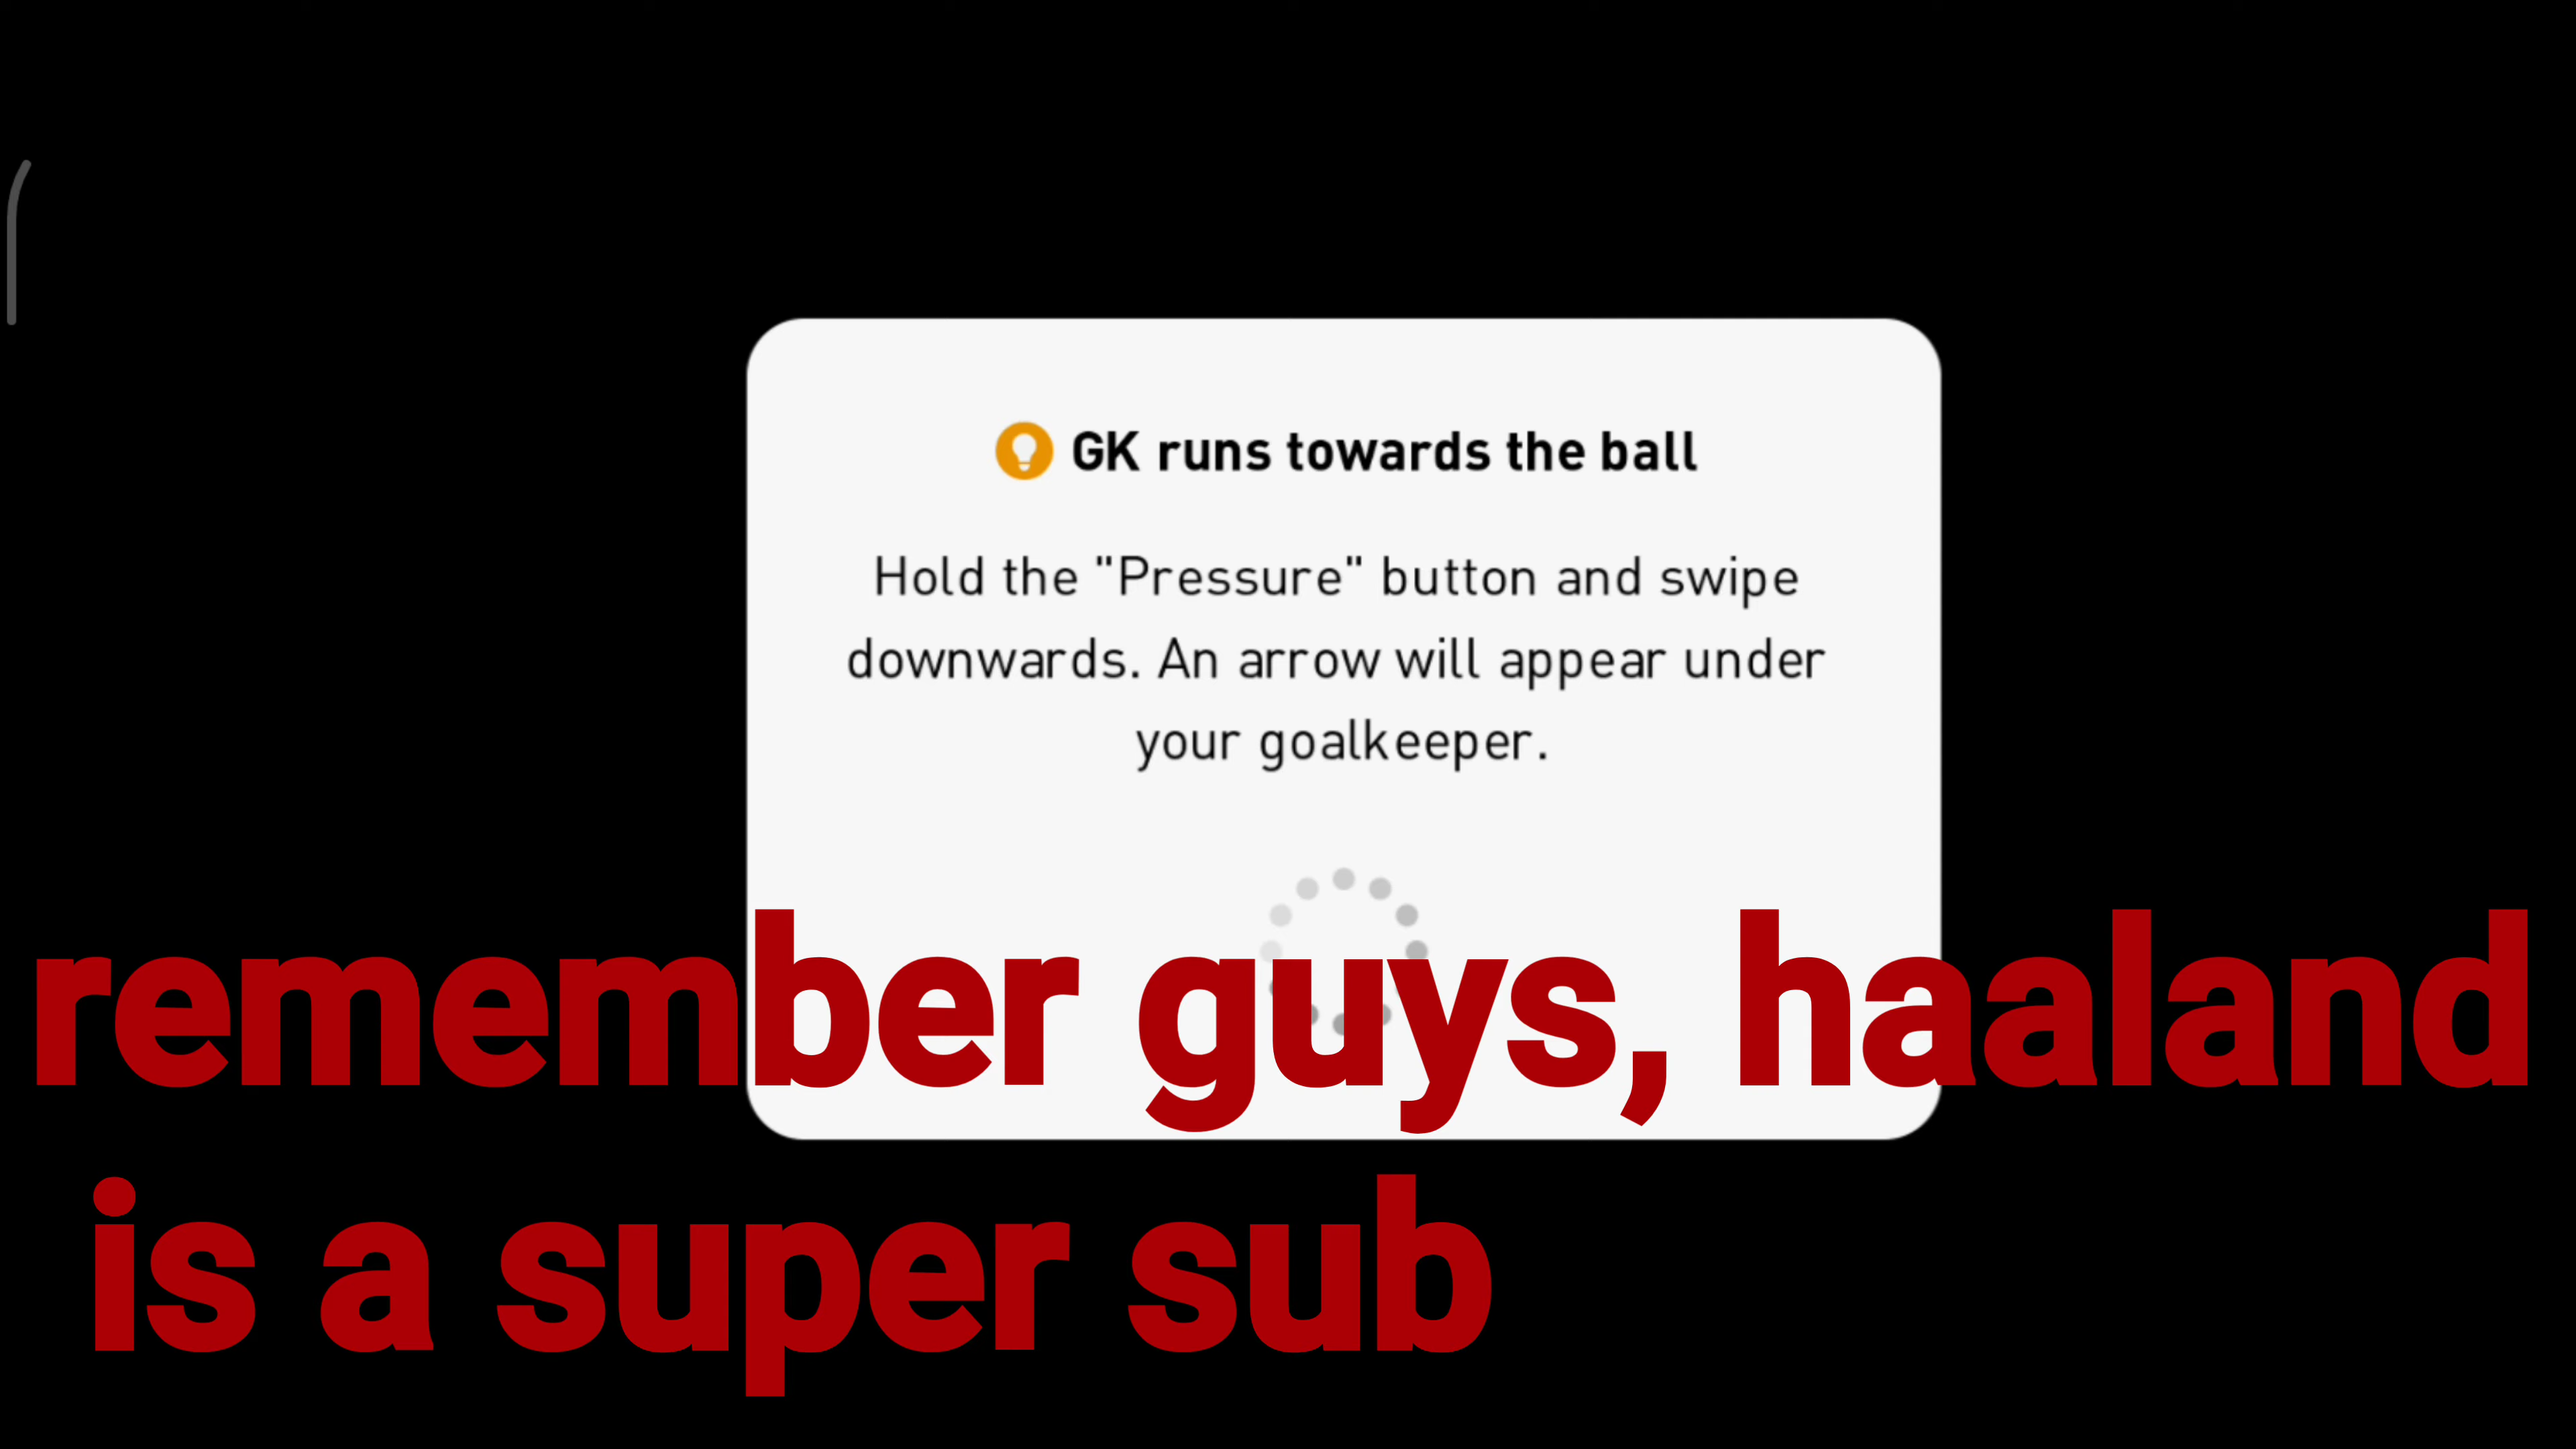 GK runs towards the ball
Hold the "Pressure" button and swipe
downwards. An arrow will appear under
your goalkeeper.
remember guys, haaland
is a super sub